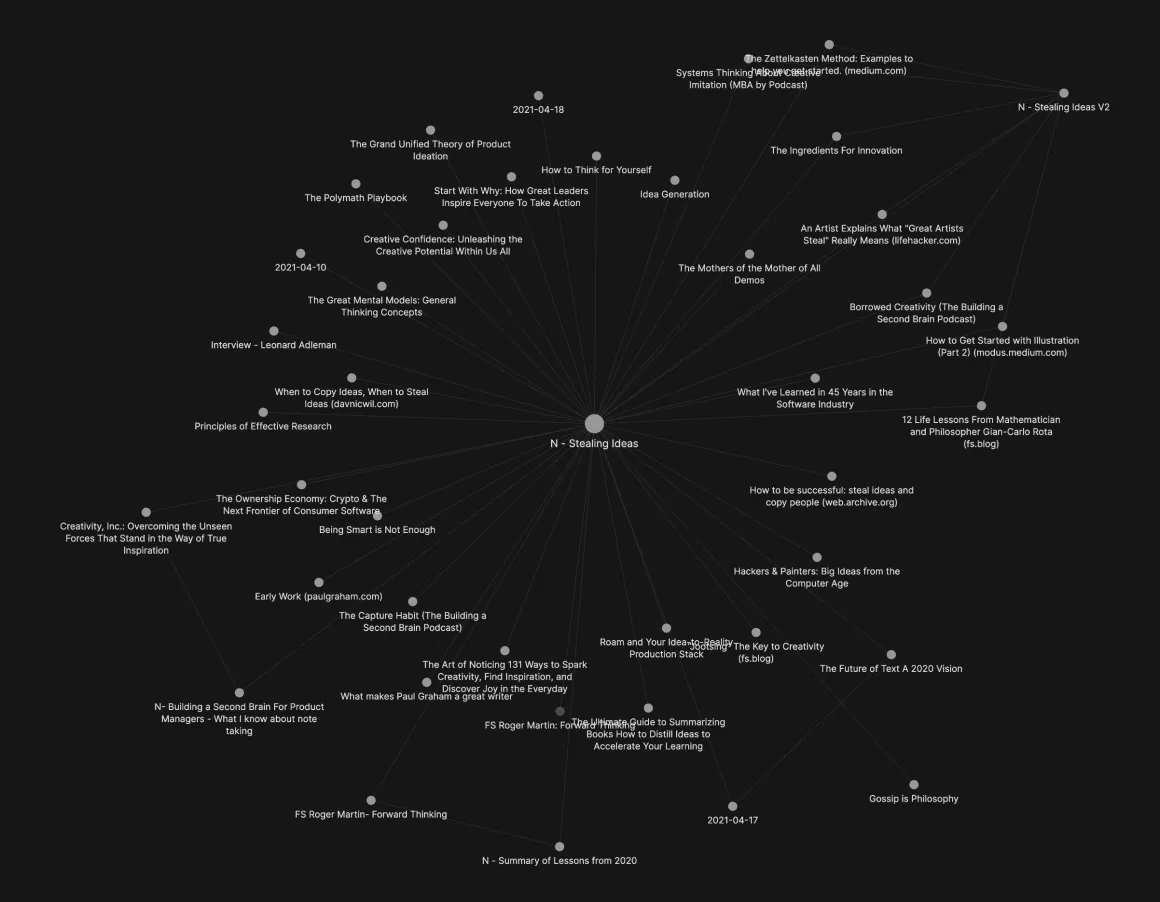 The Zettelkasten Method: Examples to
help you get started. (medium.com)
Systems Thinking About Creative
Imitation (MBA by Podcast)
N - Stealing Ideas V2
2021-04-18
The Grand Unified Theory of Product
Ideation
The Ingredients For Innovation
How to Think for Yourself
Start With Why: How Great Leaders
Inspire Everyone To Take Action
Idea Generation
The Polymath Playbook
An Artist Explains What "Great Artists
Steal" Really Means (lifehacker.com)
Creative Confidence: Unleashing the
Creative Potential Within Us All
2021-04-10
The Mothers of the Mother of All
Demos
The Great Mental Models: General
Thinking Concepts
Borrowed Creativity (The Building a
Second Brain Podcast)
Interview - Leonard Adleman
How to Get Started with Illustration
(Part 2) (modus.medium.com)
When to Copy Ideas, When to Steal
Ideas (davnicwil.com)
What I've Learned in 45 Years in the
Software Industry
Principles of Effective Research
12 Life Lessons From Mathematician
and Philosopher Gian-Carlo Rota
(fs.blog)
N - Stealing Ideas
The Ownership Economy: Crypto & The
Next Frontier of Consumer Software
How to be successful: steal ideas and
copy people (web.archive.org)
Creativity, Inc.: Overcoming the Unseen
Forces That Stand in the Way of True
Inspiration
Being Smart is Not Enough
Hackers & Painters: Big Ideas from the
Computer Age
Early Work (paulgraham.com)
The Capture Habit (The Building a
Second Brain Podcast)
Roam and Your Idea-to-Reality
Production Stack
"Jootsing": The Key to Creativity
(fs.blog)
The Art of Noticing 131 Ways to Spark
Creativity, Find Inspiration, and
Discover Joy in the Everyday
The Future of Text A 2020 Vision
What makes Paul Graham a great writer
N- Building a Second Brain For Product
Managers - What I know about note
taking
FS Roger Martin: Forward Thinking
The Ultimate Guide to Summarizing
Books How to Distill Ideas to
Accelerate Your Learning
Gossip is Philosophy
FS Roger Martin- Forward Thinking
2021-04-17
N - Summary of Lessons from 2020